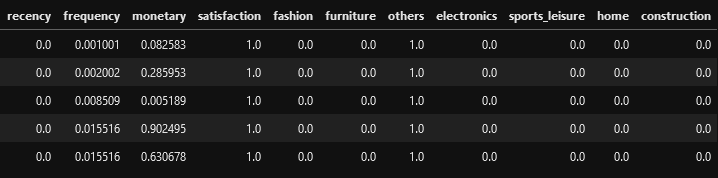 recency frequency monetary satisfaction fashion furniture others electronics sports_leisure home construction
0.0 0.001001 0.082583 1.0 0.0 0.0 1.0 0.0 0.0 0.0 0.0
0.0 0.002002 0.285953 1.0 0.0 0.0 1.0 0.0 0.0 0.0 0.0
0.0 0.008509 0.005189 1.0 0.0 0.0 1.0 0.0 0.0 0.0 0.0
0.0 0.015516 0.902495 1.0 0.0 0.0 1.0 0.0 0.0 0.0 0.0
0.0 0.015516 0.630678 1.0 0.0 0.0 1.0 0.0 0.0 0.0 0.0